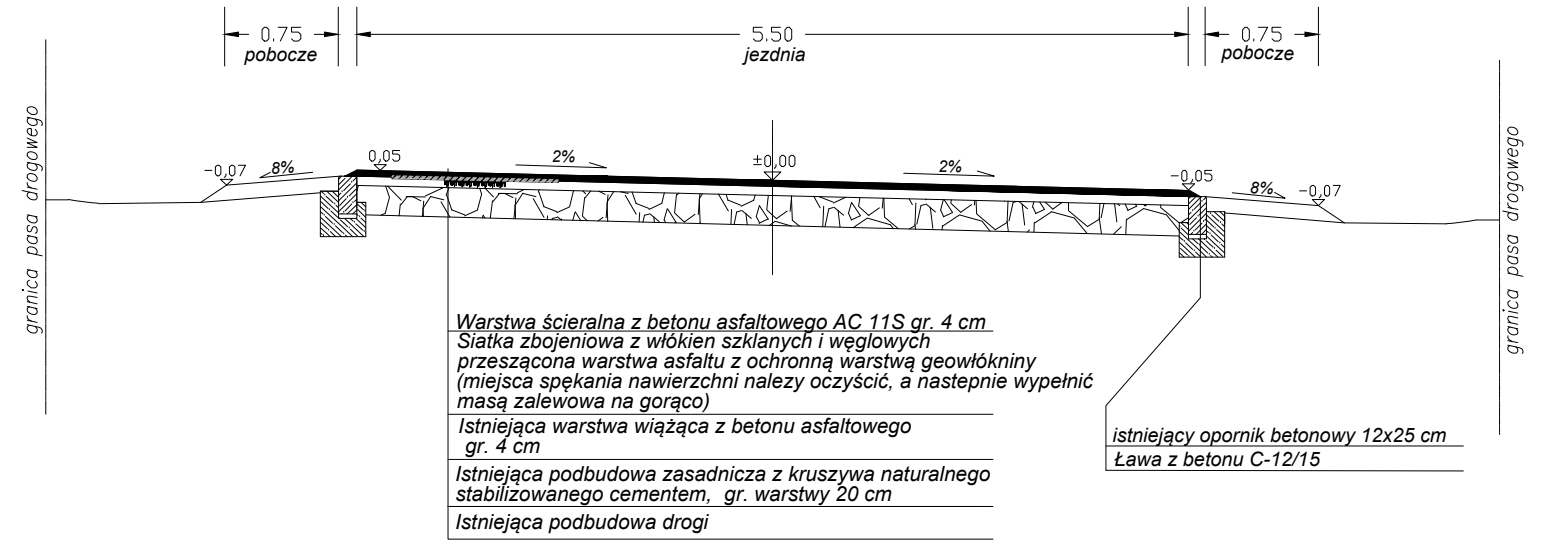 0.75
5.50
0.75
pobocze
jezdnia
pobocze
granica pasa drogowego
-0,07
8%
0,05
2%
±0,00
2%
-0,05
8%
-0,07
granica pasa drogowego
Warstwa ścieralna z betonu asfaltowego AC 11S gr. 4 cm
Siatka zbojeniowa z włókien szklanych i węglowych
przesządzona warstwa asfaltu z ochronną warstwą geowłókniny
(miejsca spękania nawierzchni nalezy oczyścić, a nastepnie wypełnić
masą zalewowa na gorąco)
Istniejąca warstwa wiążąca z betonu asfaltowego
gr. 4 cm
Istniejąca podbudowa zasadnicza z kruszywa naturalnego
stabilizowanego cementem, gr. warstwy 20 cm
Istniejąca podbudowa drogi
istniejący opornik betonowy 12x25 cm
Ława z betonu C-12/15